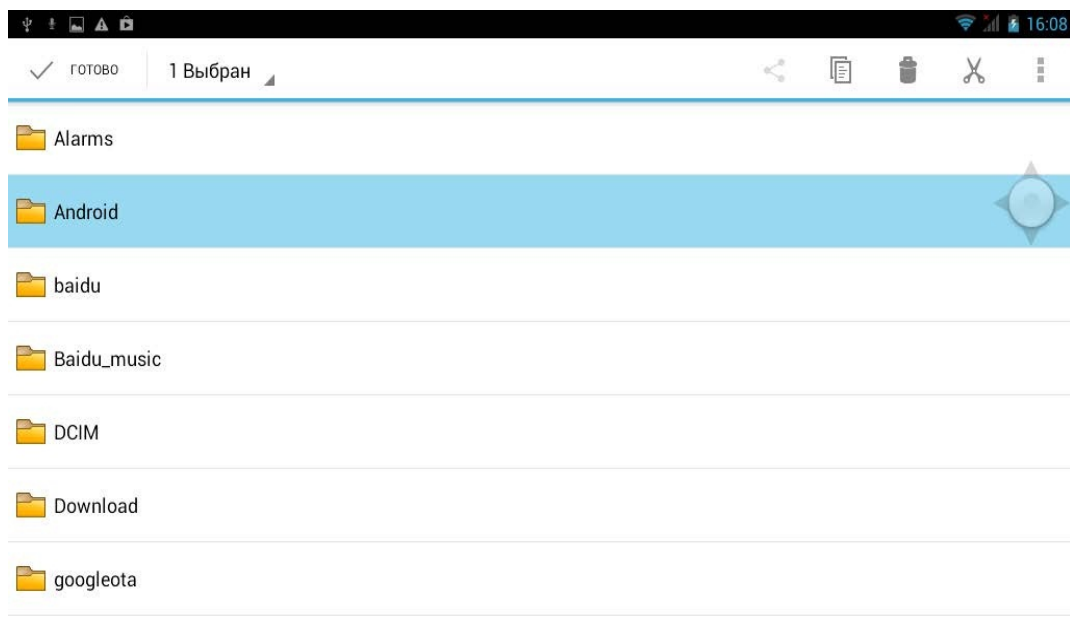 16:08
ГОТОВО 1 Выбран
Alarms
Android
baidu
Baidu_music
DCIM
Download
googleota